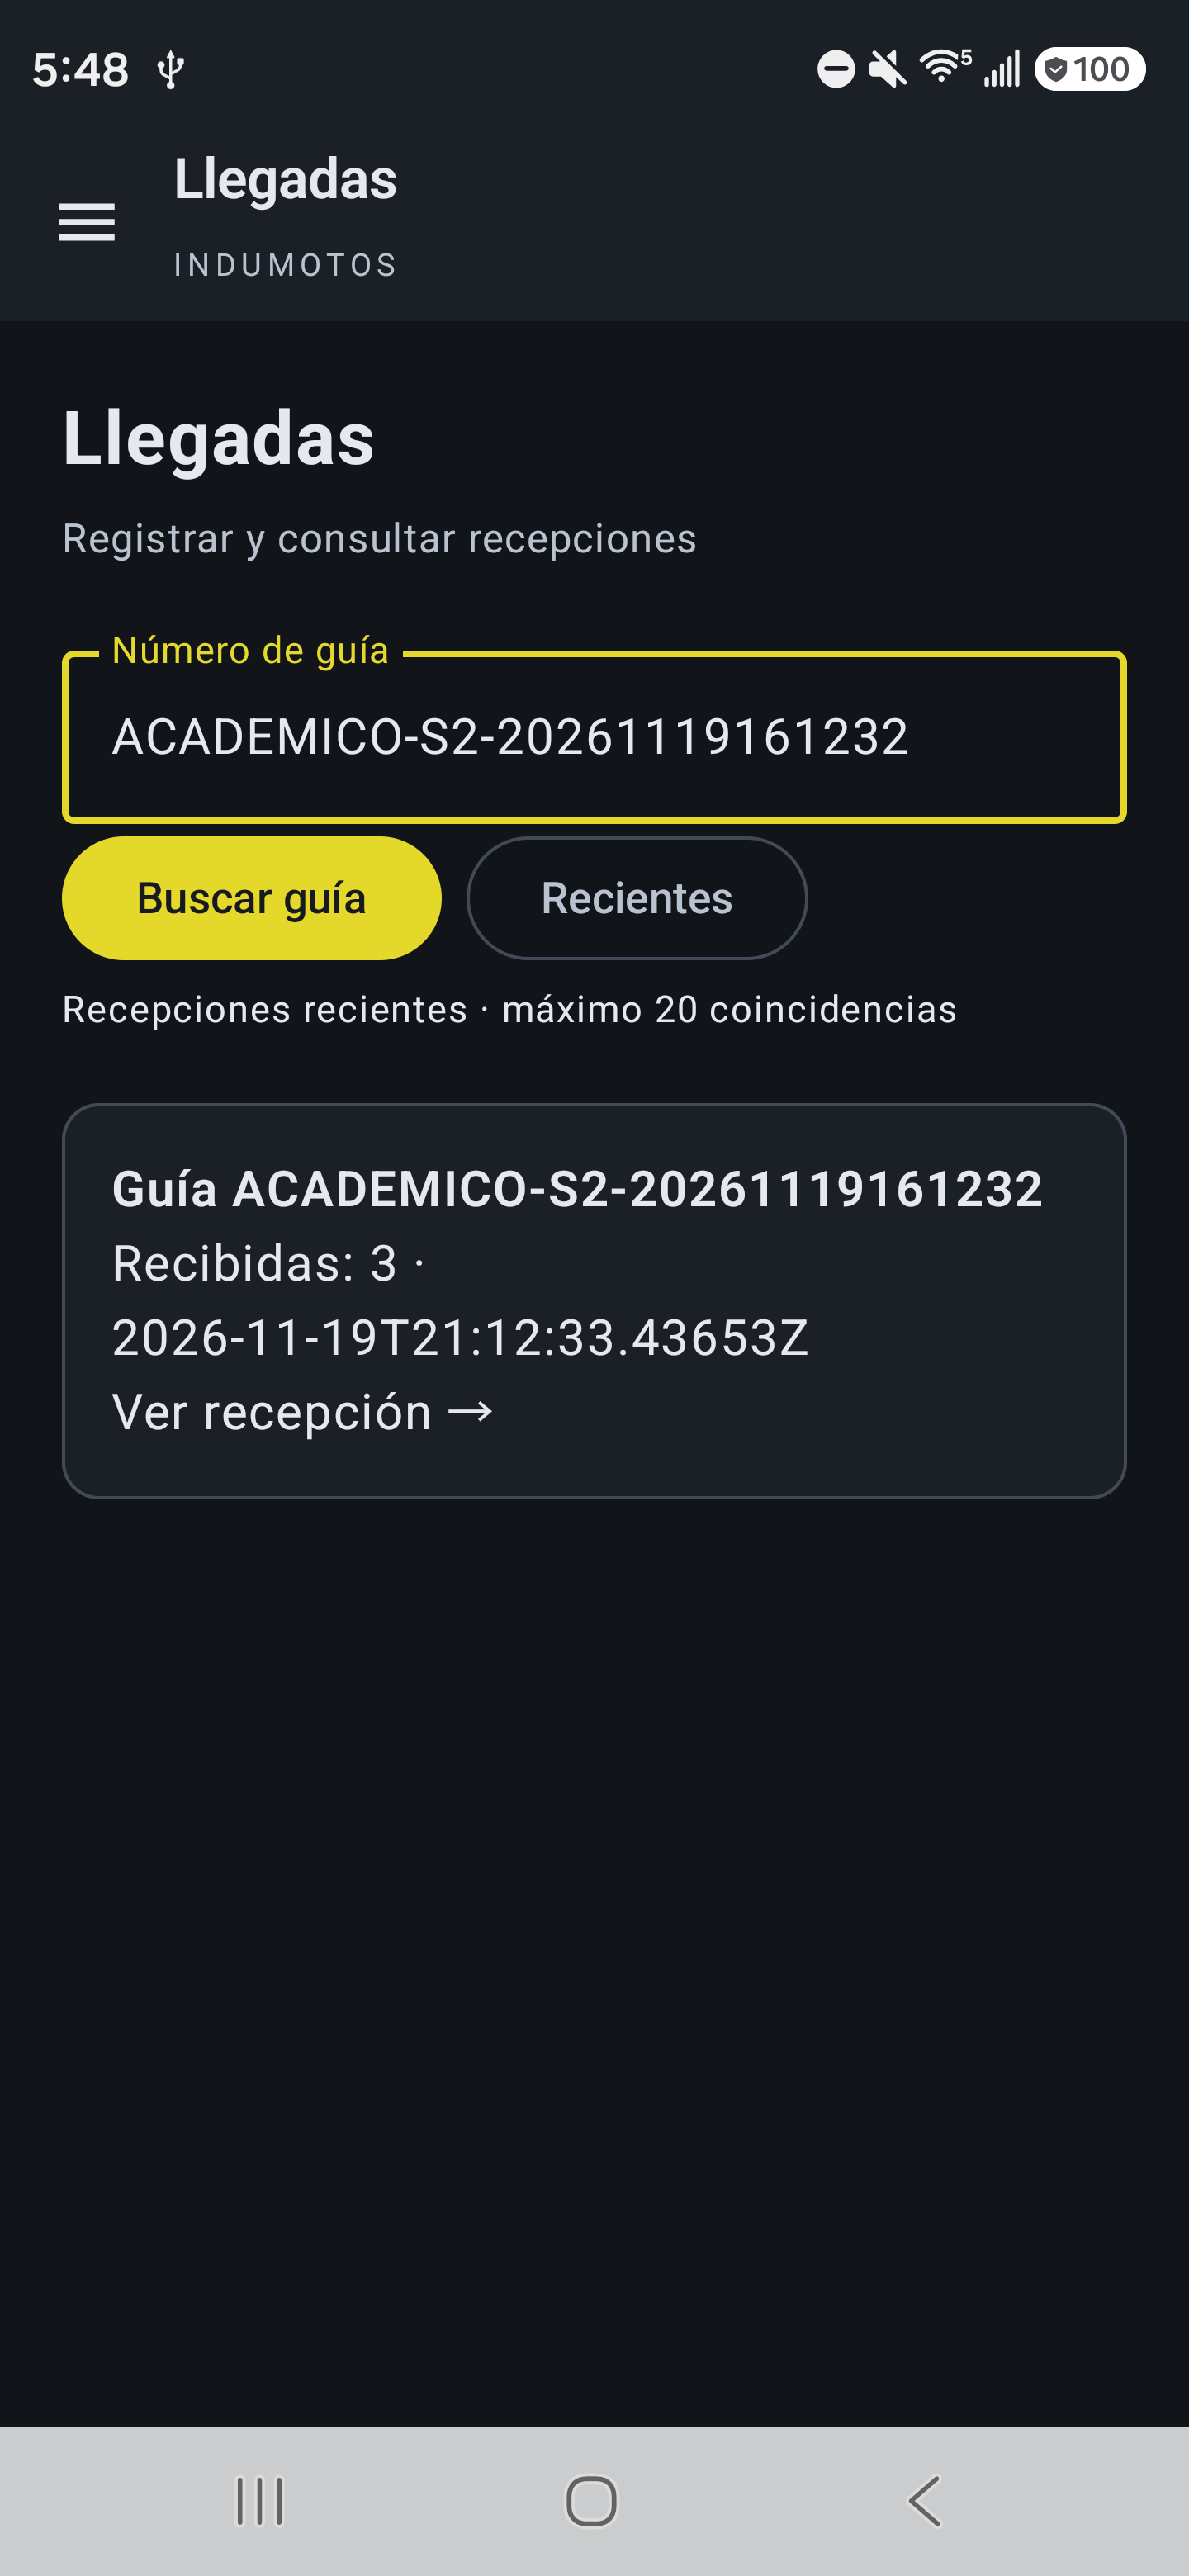 5:48
5
100
Llegadas
INDUMOTOS
Llegadas
Registrar y consultar recepciones
Número de guía
ACADEMICO-S2-20261119161232
Buscar guía
Recientes
Recepciones recientes · máximo 20 coincidencias
Guía ACADEMICO-S2-20261119161232
Recibidas: 3 ·
2026-11-19T21:12:33.43653Z
Ver recepción →